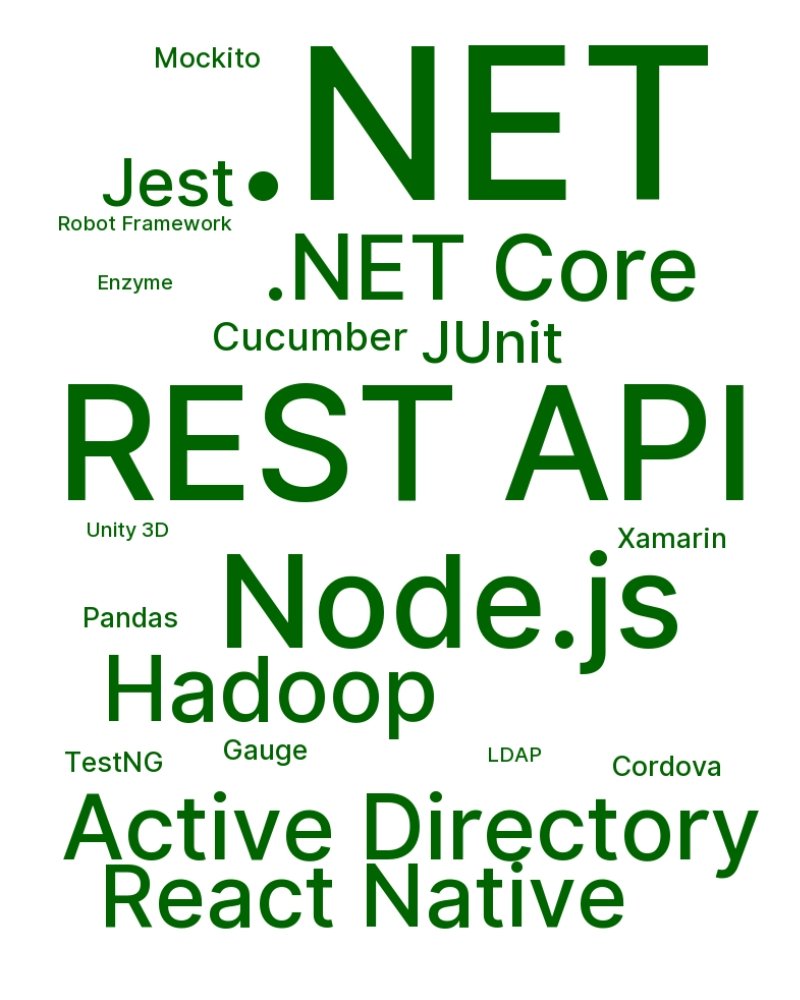 Mockito
.NET
Jest
Robot Framework
.NET Core
Enzyme
Cucumber
JUnit
REST API
Unity 3D
Xamarin
Node.js
Pandas
Hadoop
Gauge
TestNG
LDAP
Cordova
Active Directory
React Native